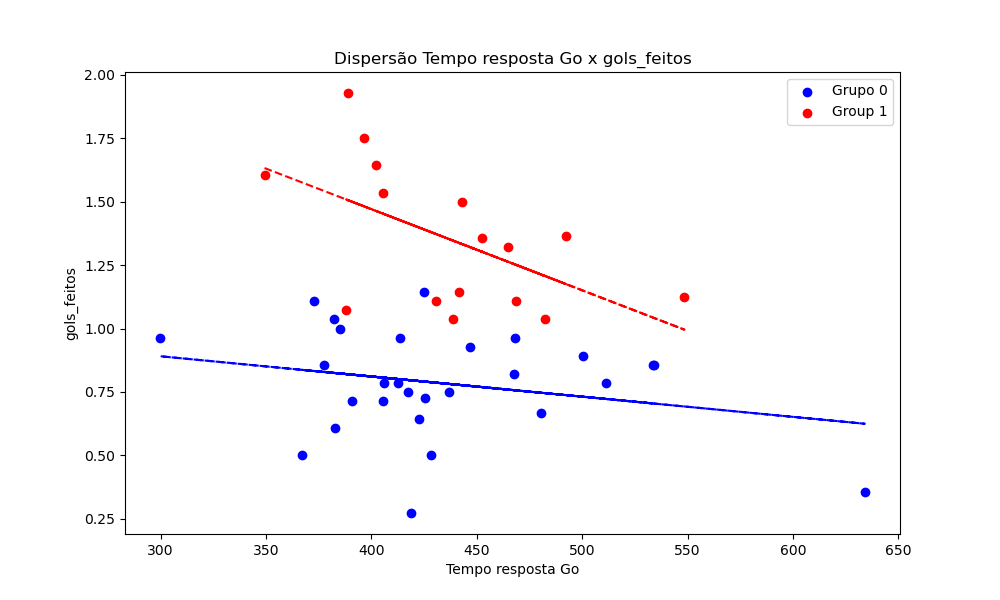 Dispersão Tempo resposta Go x gols_feitos
Grupo 0
Group 1
gols_feitos
2.00
1.75
1.50
1.25
1.00
0.75
0.50
0.25
300 350 400 450 500 550 600 650
Tempo resposta Go